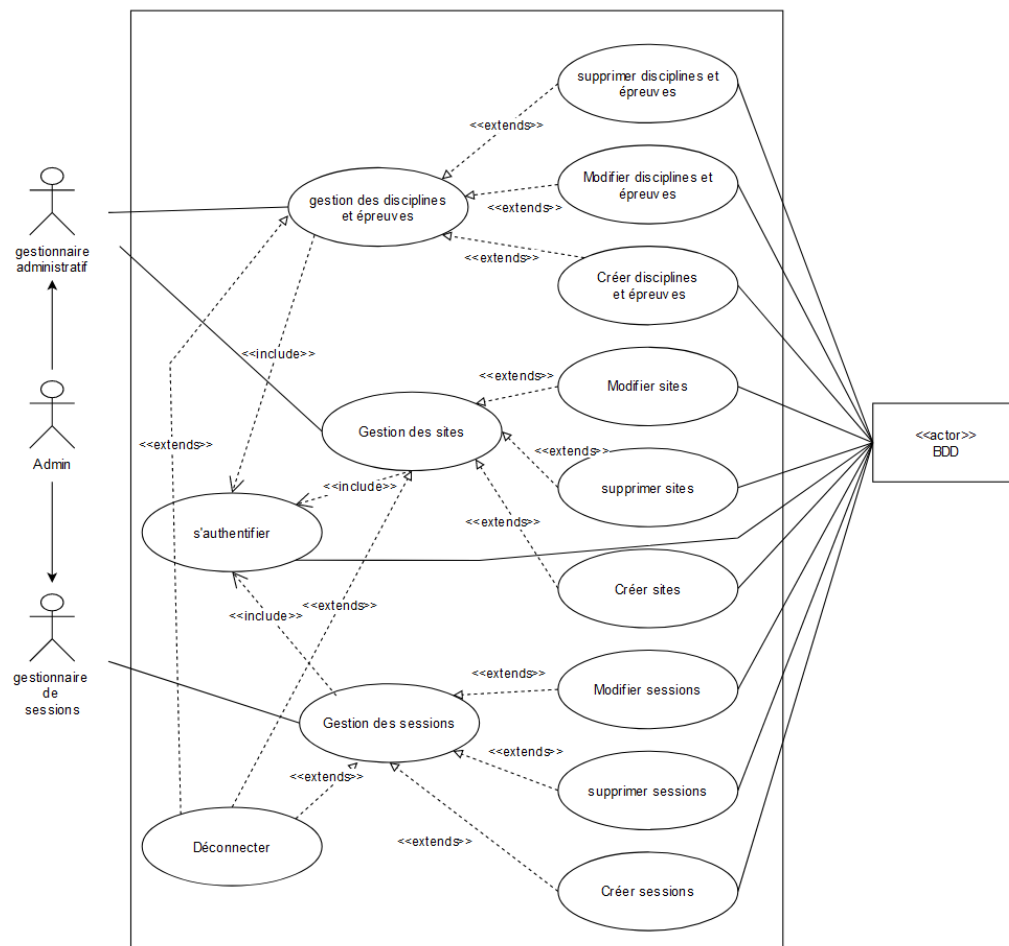 supprimer disciplines et
épreuves
<<extends>>
Modifier disciplines et
épreuves
gestion des disciplines
et épreuves
<<extends>>
gestionnaire
administratif
<<extends>>
Créer disciplines
et épreuves
<<include>>
<<extends>>
Modifier sites
<<extends>>
Gestion des sites
<<actor>>
BDD
<<extends>>
Admin
<<include>>
supprimer sites
<<extends>>
s'authentifier
Créer sites
<<extends>>
<<include>>
gestionnaire
de
sessions
<<extends>>
Modifier sessions
Gestion des sessions
<<extends>>
<<extends>>
supprimer sessions
<<extends>>
Déconnecter
Créer sessions